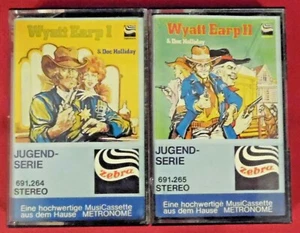 Wyatt Earp I
& Doc Holliday
JUGEND-
SERIE
691.264
STEREO
zebra
Eine hochwertige MusiCassette
aus dem Hause METRONOME
Wyatt Earp II
& Doc Holliday
JUGEND-
SERIE
691.265
STEREO
zebra
Eine hochwertige MusiCassette
aus dem Hause METRONOME